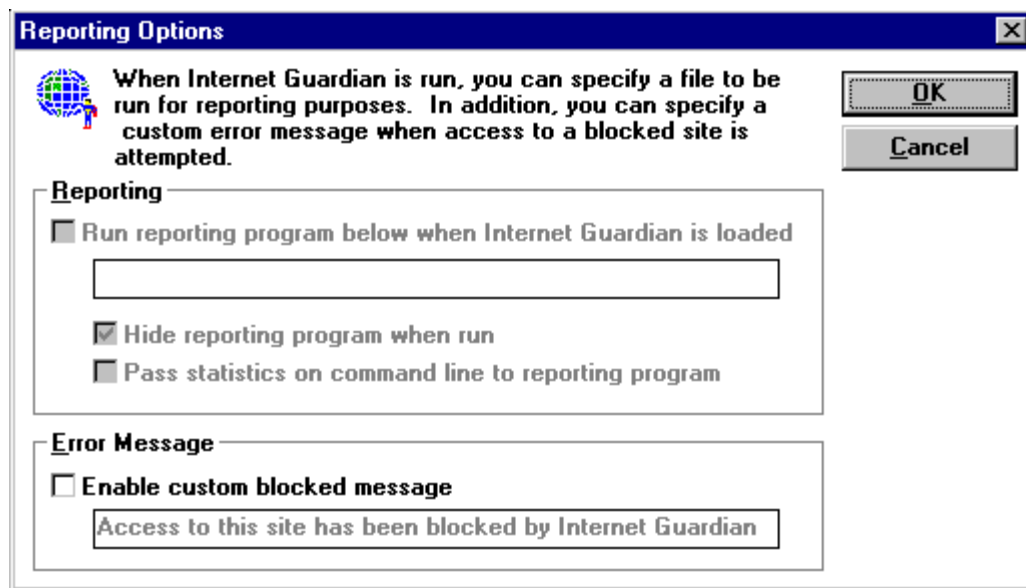 Reporting Options
When Internet Guardian is run, you can specify a file to be
run for reporting purposes.  In addition, you can specify a
custom error message when access to a blocked site is
attempted.
OK
Cancel
Reporting
Run reporting program below when Internet Guardian is loaded
Hide reporting program when run
Pass statistics on command line to reporting program
Error Message
Enable custom blocked message
Access to this site has been blocked by Internet Guardian